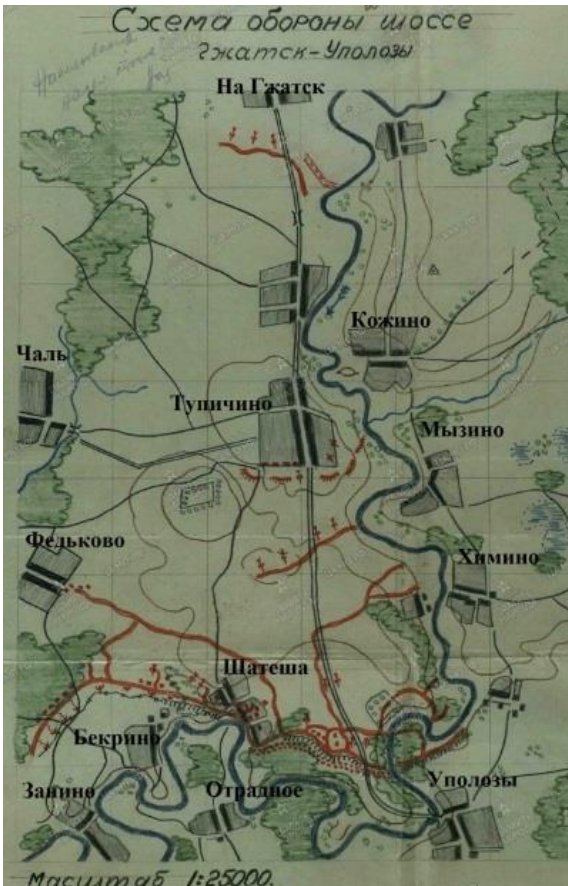 Схема обороны шоссе
Гжатск-Уполозы
На Гжатск
Кожино
Чаль
Тупичино
Мызино
Федьково
Химино
Шатеша
Бекрино
Занино
Отрадное
Уполозы
Масштаб 1:25000.